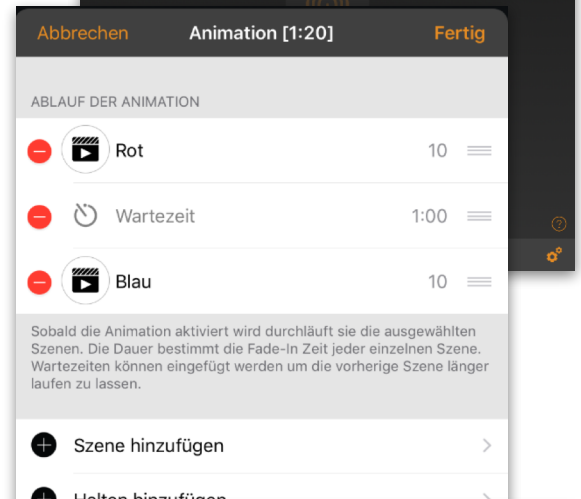 Abbrechen Animation [1:20] Fertig
ABLAUF DER ANIMATION
Rot 10
Wartezeit 1:00
Blau 10
Sobald die Animation aktiviert wird durchläuft sie die ausgewählten
Szenen. Die Dauer bestimmt die Fade-In Zeit jeder einzelnen Szene.
Wartezeiten können eingefügt werden um die vorherige Szene länger
laufen zu lassen.
Szene hinzufügen
Halten hinzufügen